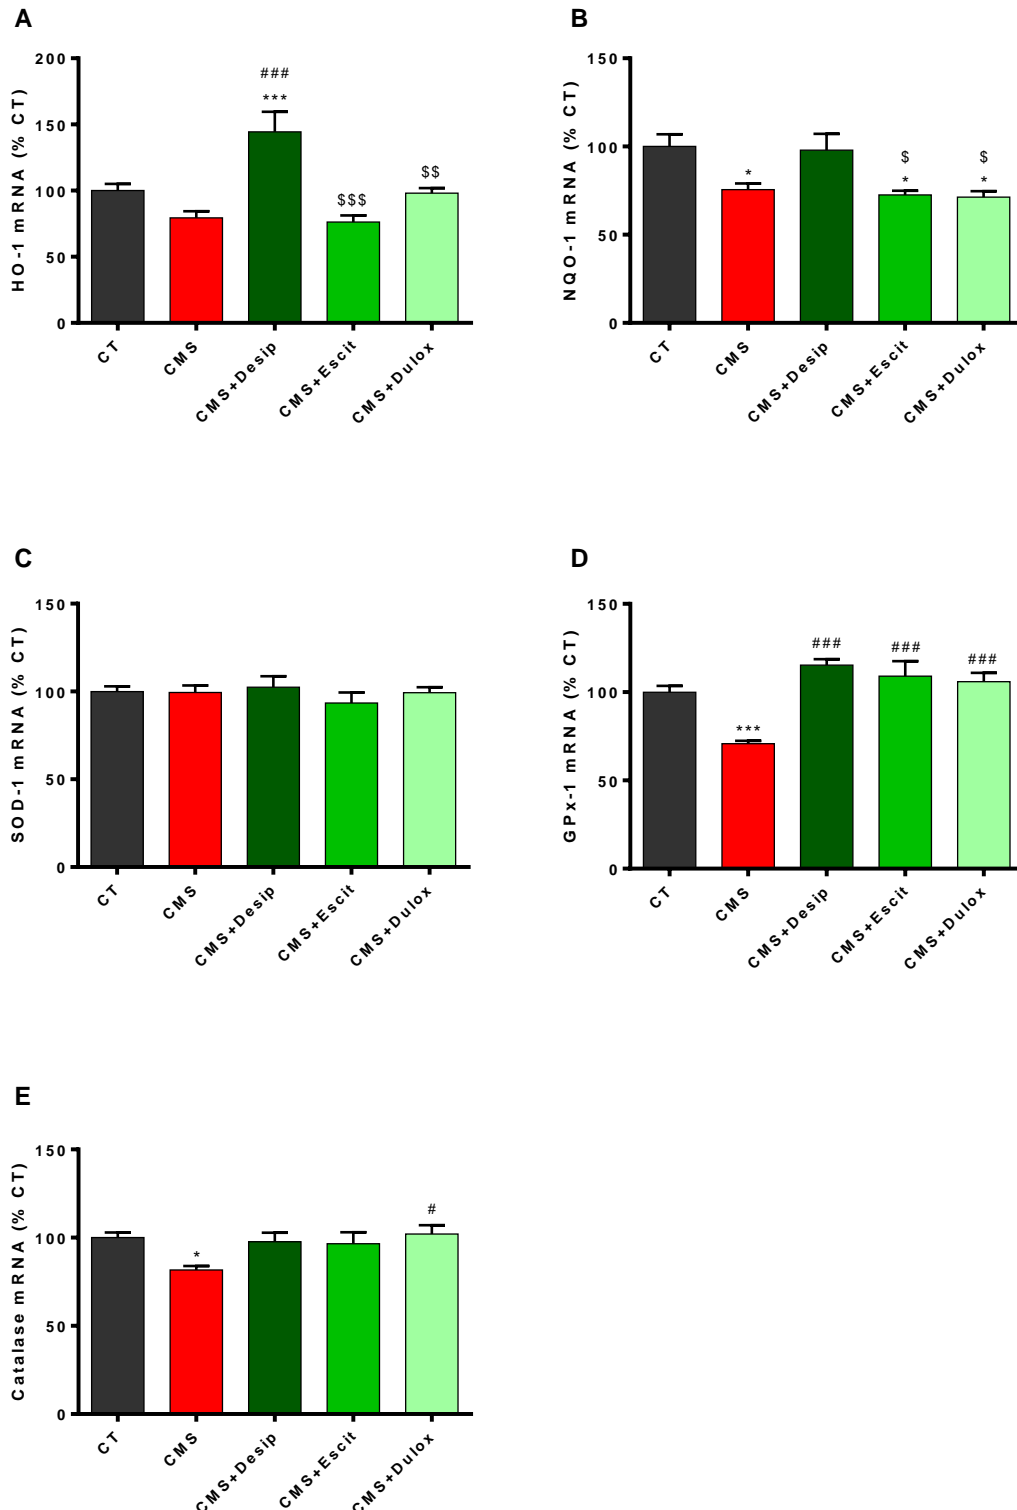 A
HO-1 mRNA (% CT)
200
150
100
50
0
###
***
$$$
$$
CT
CMS
CMS+Desip
CMS+Escit
CMS+Dulox
B
NQO-1 mRNA (% CT)
150
100
50
0
*
$
*
$
*
CT
CMS
CMS+Desip
CMS+Escit
CMS+Dulox
C
SOD-1 mRNA (% CT)
150
100
50
0
CT
CMS
CMS+Desip
CMS+Escit
CMS+Dulox
D
GPx-1 mRNA (% CT)
150
100
50
0
***
###
###
###
CT
CMS
CMS+Desip
CMS+Escit
CMS+Dulox
E
Catalase mRNA (% CT)
150
100
50
0
*
#
CT
CMS
CMS+Desip
CMS+Escit
CMS+Dulox